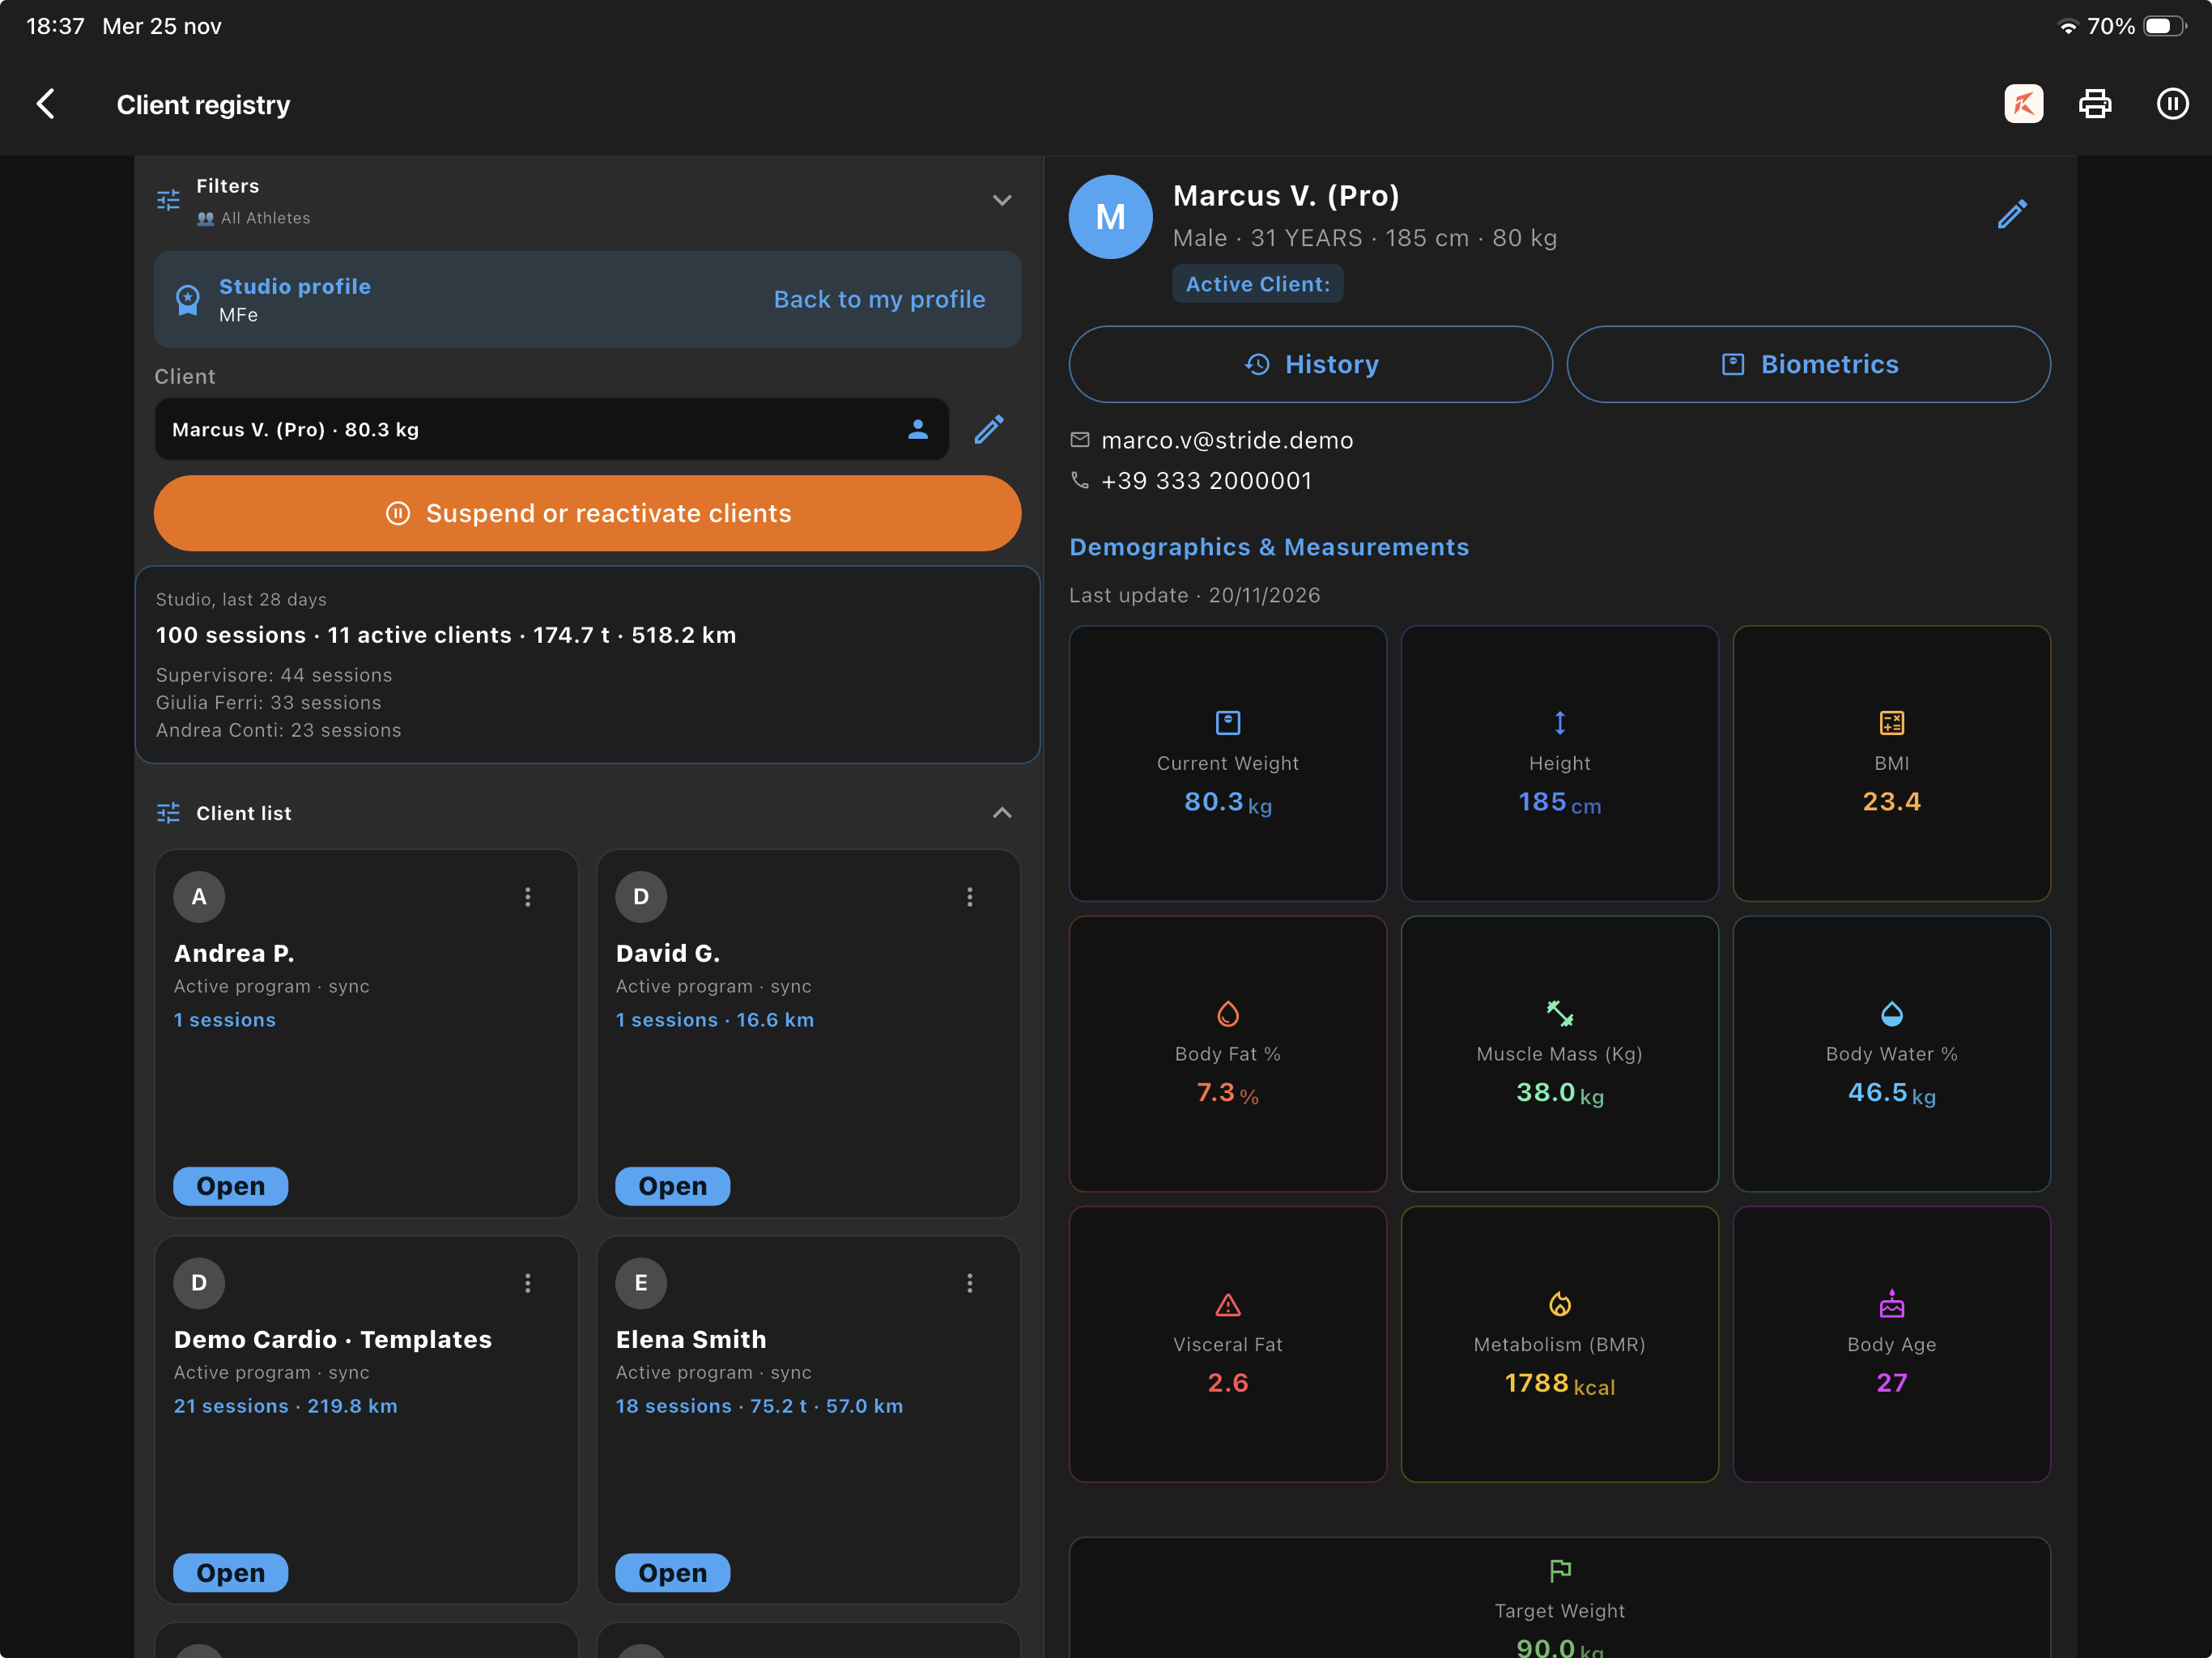 18:37 Mer 25 nov
70%
Client registry
Filters
All Athletes
Studio profile
MFe
Back to my profile
Client
Marcus V. (Pro) · 80.3 kg
Suspend or reactivate clients
Studio, last 28 days
100 sessions · 11 active clients · 174.7 t · 518.2 km
Supervisore: 44 sessions
Giulia Ferri: 33 sessions
Andrea Conti: 23 sessions
Client list
A
Andrea P.
Active program · sync
1 sessions
Open
D
David G.
Active program · sync
1 sessions · 16.6 km
Open
D
Demo Cardio · Templates
Active program · sync
21 sessions · 219.8 km
Open
E
Elena Smith
Active program · sync
18 sessions · 75.2 t · 57.0 km
Open
M
Marcus V. (Pro)
Male · 31 YEARS · 185 cm · 80 kg
Active Client:
History
Biometrics
marco.v@stride.demo
+39 333 2000001
Demographics & Measurements
Last update · 20/11/2026
Current Weight
80.3 kg
Height
185 cm
BMI
23.4
Body Fat %
7.3 %
Muscle Mass (Kg)
38.0 kg
Body Water %
46.5 kg
Visceral Fat
2.6
Metabolism (BMR)
1788 kcal
Body Age
27
Target Weight
90.0 kg